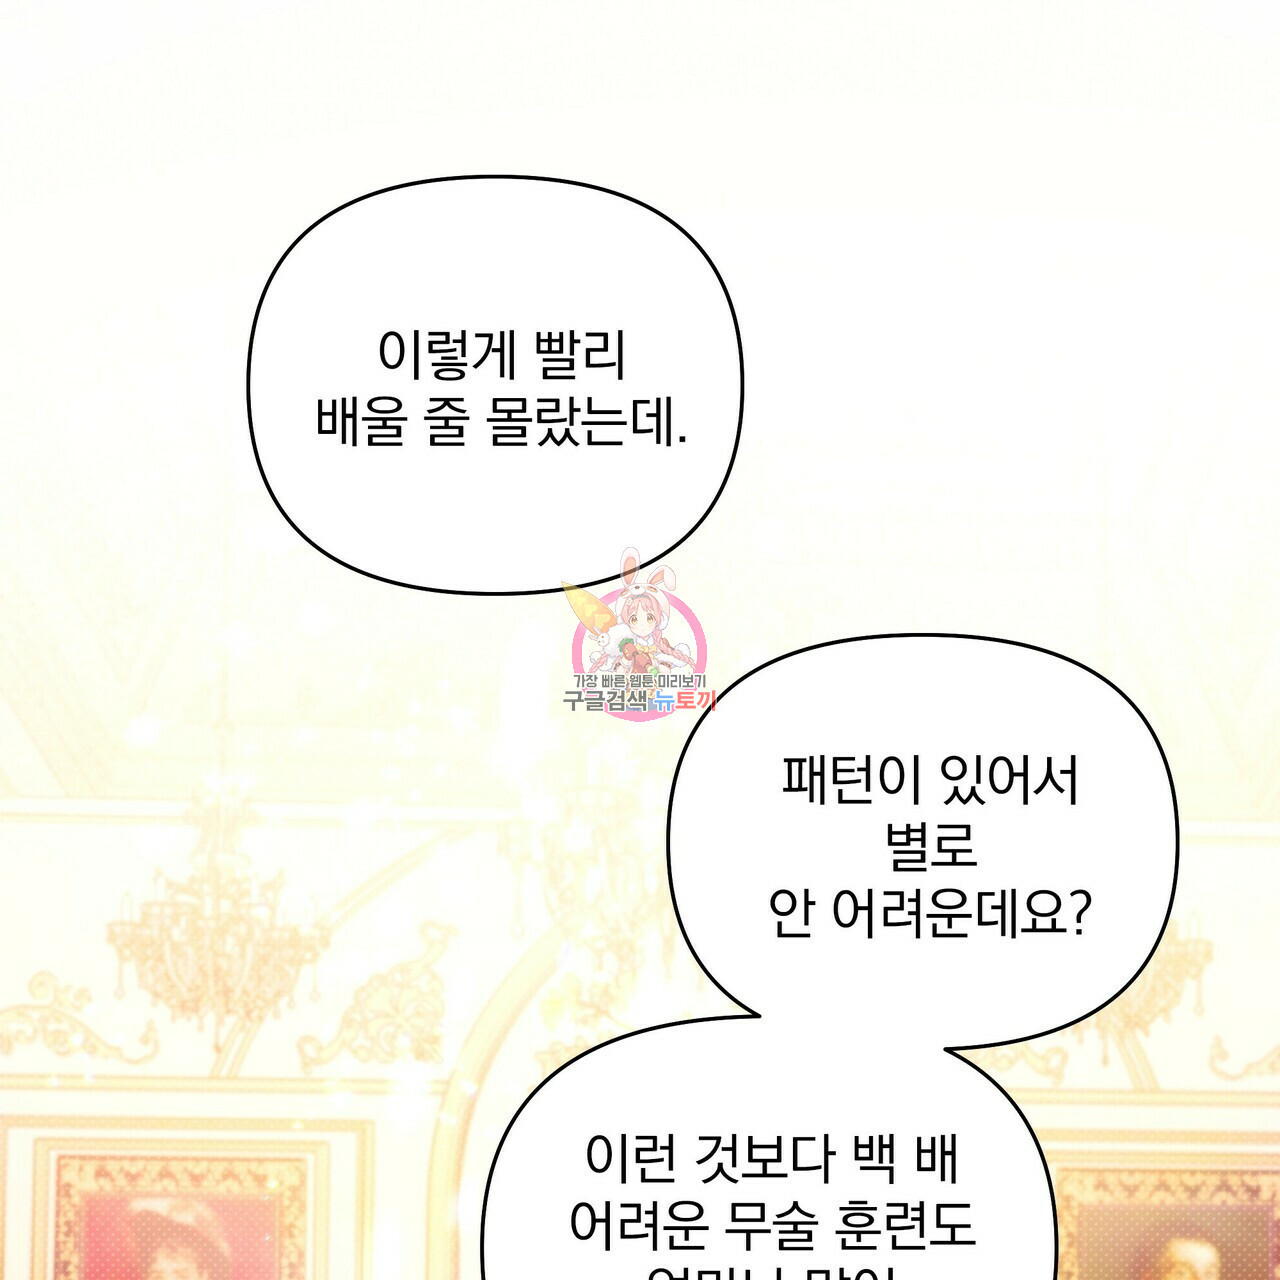 이렇게 빨리
배울 줄 몰랐는데.
가장 빠른 웹툰 미리보기
구글검색 뉴토끼
패턴이 있어서
별로
안 어려운데요?
이런 것보다 백 배
어려운 무술 훈련도